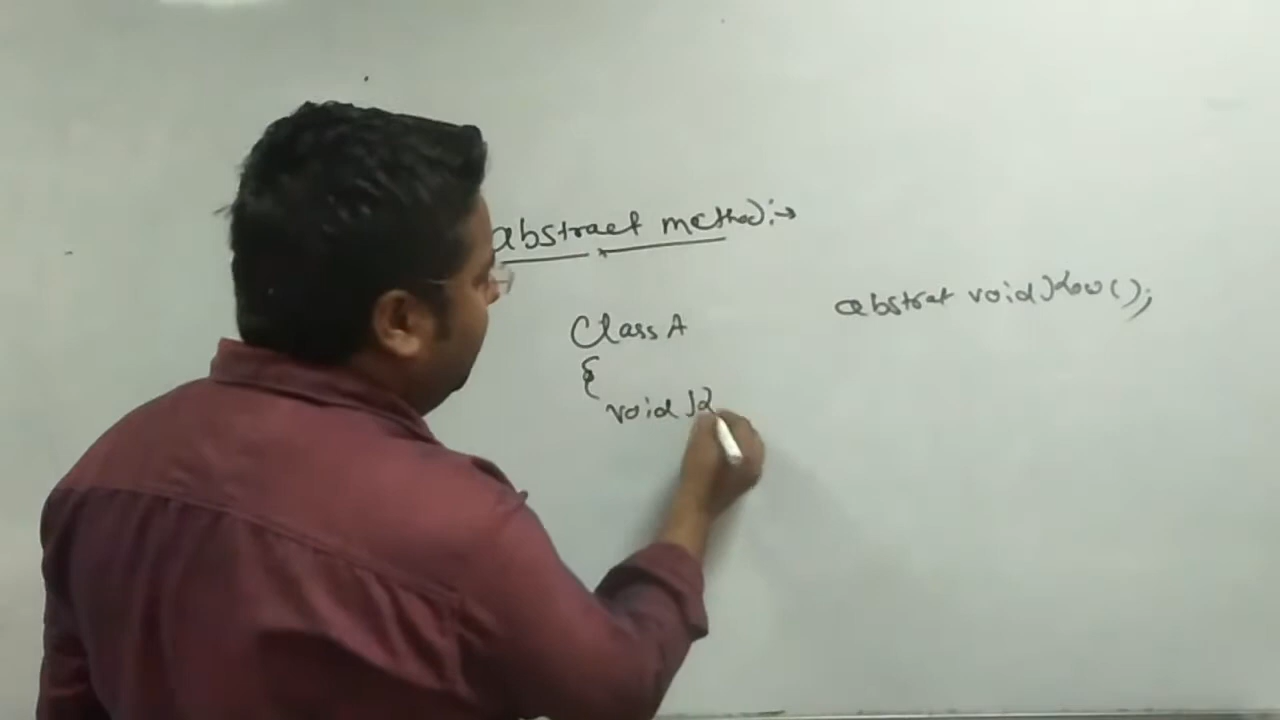 abstract method:→
abstrat void show();
Class A
{
void